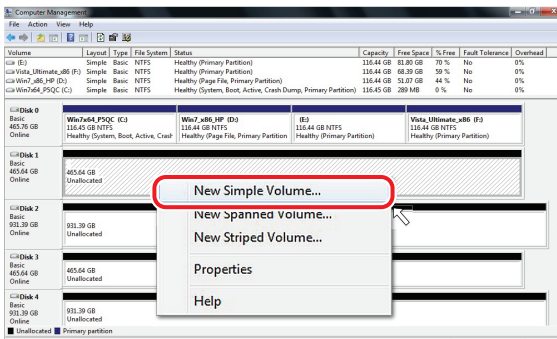 Computer Management
File Action View Help
Volume Layout Type File System Status Capacity Free Space % Free Fault Tolerance Overhead
(E:) Simple Basic NTFS Healthy (Primary Partition) 116.44 GB 81.80 GB 70 % No 0%
Vista_Ultimate_x86 (F:) Simple Basic NTFS Healthy (Primary Partition) 116.44 GB 68.39 GB 59 % No 0%
Win7_x86_HP (D:) Simple Basic NTFS Healthy (Page File, Primary Partition) 116.44 GB 51.07 GB 44 % No 0%
Win7x64_P5QC (C:) Simple Basic NTFS Healthy (System, Boot, Active, Crash Dump, Primary Partition) 116.45 GB 289 MB 0 % No 0%
Disk 0
Basic
465.76 GB
Online
Win7x64_P5QC (C:)
116.45 GB NTFS
Healthy (System, Boot, Active, Crash
Win7_x86_HP (D:)
116.44 GB NTFS
Healthy (Page File, Primary Partition
(E:)
116.44 GB NTFS
Healthy (Primary Partition)
Vista_Ultimate_x86 (F:)
116.44 GB NTFS
Healthy (Primary Partition)
Disk 1
Basic
465.64 GB
Online
465.64 GB
Unallocated
New Simple Volume...
New Spanned Volume...
New Striped Volume...
Properties
Help
Disk 2
Basic
931.39 GB
Online
931.39 GB
Unallocated
Disk 3
Basic
465.64 GB
Online
465.64 GB
Unallocated
Disk 4
Basic
931.39 GB
Online
931.39 GB
Unallocated
Unallocated Primary partition